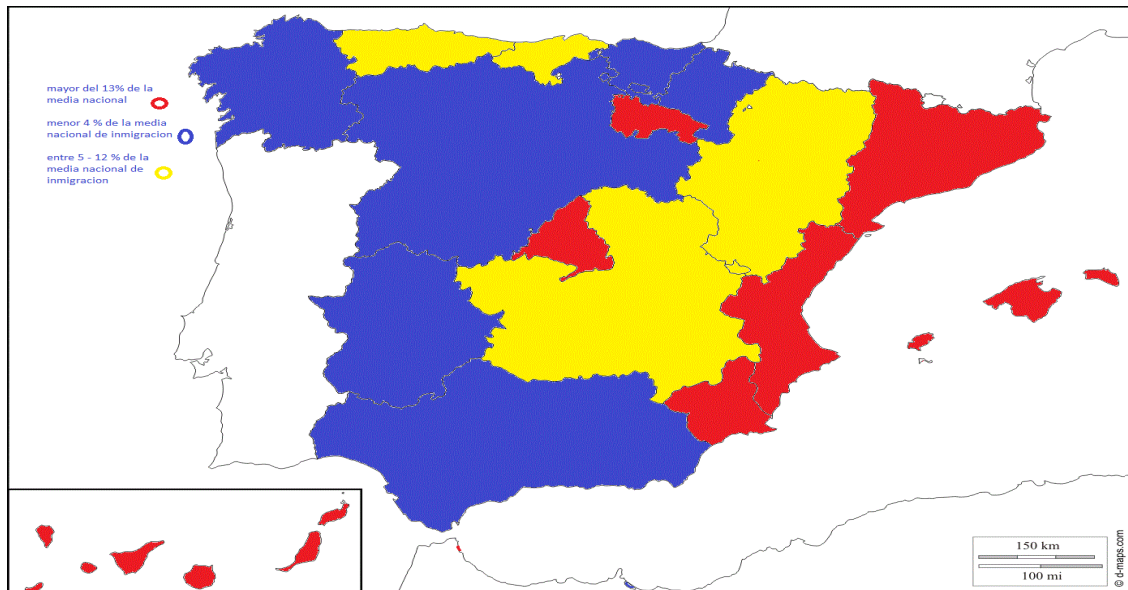 mayor del 13% de la
media nacional
menor 4 % de la media
nacional de inmigracion
entre 5 - 12 % de la
media nacional de
inmigracion
150 km
100 mi
© d-maps.com